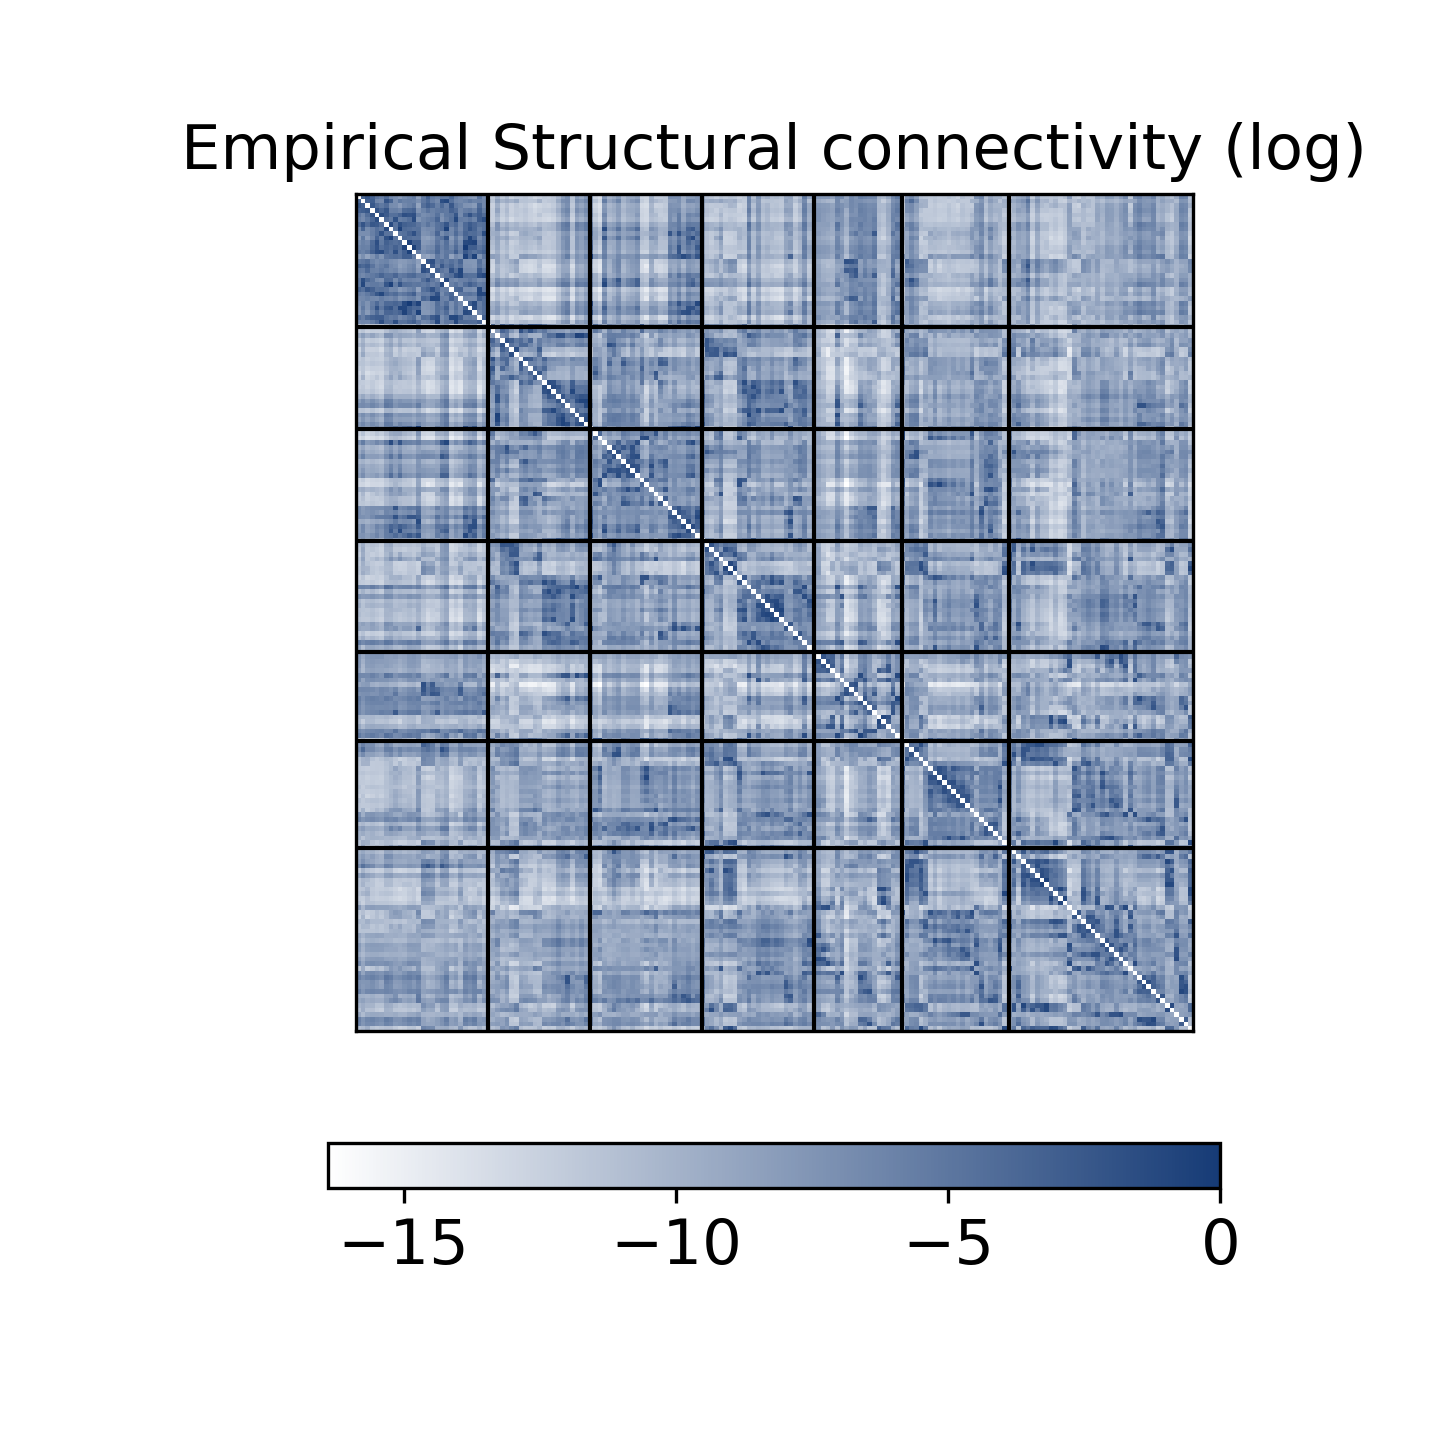 Empirical Structural connectivity (log)
−15 −10 −5 0